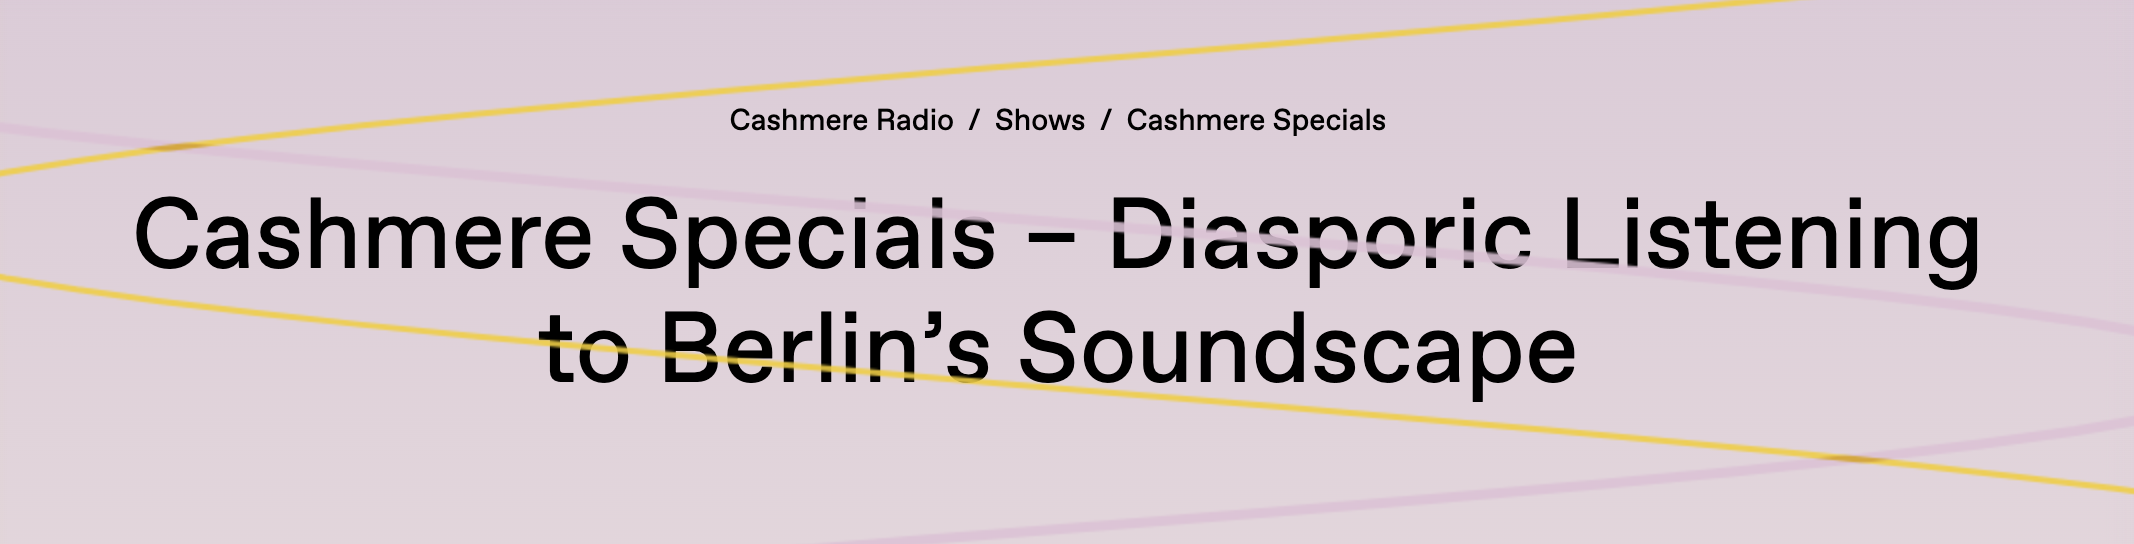 Cashmere Radio / Shows / Cashmere Specials
Cashmere Specials – Diasporic Listening
to Berlin’s Soundscape